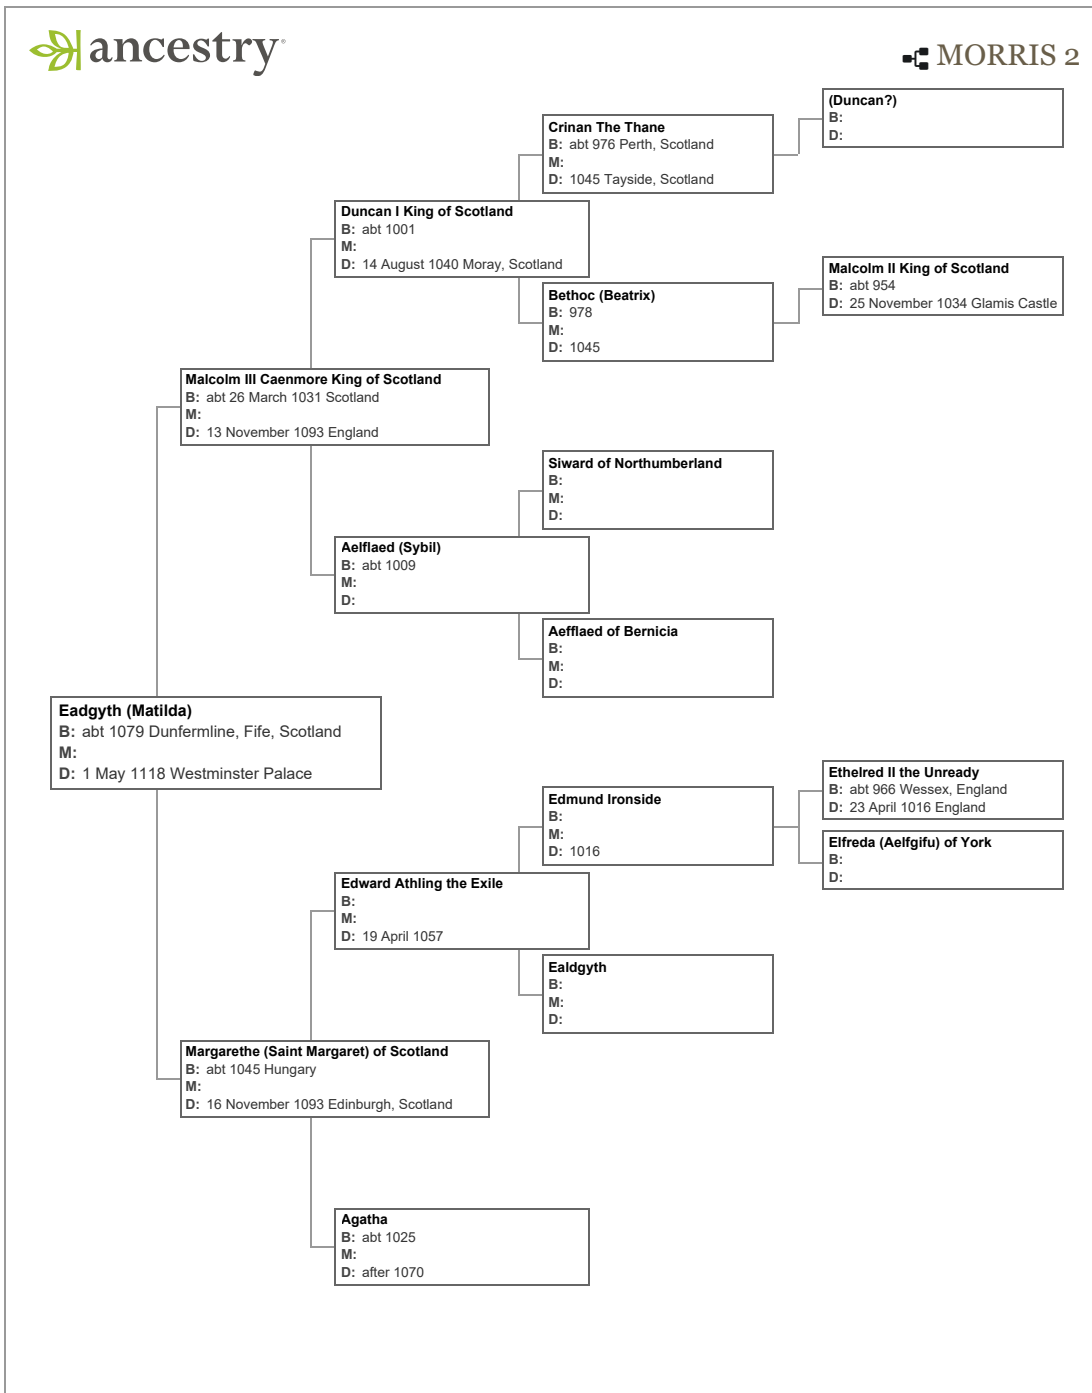 ancestry®
MORRIS 2
(Duncan?)
B:
D:
Crinan The Thane
B: abt 976 Perth, Scotland
M:
D: 1045 Tayside, Scotland
Duncan I King of Scotland
B: abt 1001
M:
D: 14 August 1040 Moray, Scotland
Malcolm II King of Scotland
B: abt 954
D: 25 November 1034 Glamis Castle
Bethoc (Beatrix)
B: 978
M:
D: 1045
Malcolm III Caenmore King of Scotland
B: abt 26 March 1031 Scotland
M:
D: 13 November 1093 England
Siward of Northumberland
B:
M:
D:
Aelflaed (Sybil)
B: abt 1009
M:
D:
Aefflaed of Bernicia
B:
M:
D:
Eadgyth (Matilda)
B: abt 1079 Dunfermline, Fife, Scotland
M:
D: 1 May 1118 Westminster Palace
Ethelred II the Unready
B: abt 966 Wessex, England
D: 23 April 1016 England
Edmund Ironside
B:
M:
D: 1016
Elfreda (Aelfgifu) of York
B:
D:
Edward Athling the Exile
B:
M:
D: 19 April 1057
Ealdgyth
B:
M:
D:
Margarethe (Saint Margaret) of Scotland
B: abt 1045 Hungary
M:
D: 16 November 1093 Edinburgh, Scotland
Agatha
B: abt 1025
M:
D: after 1070